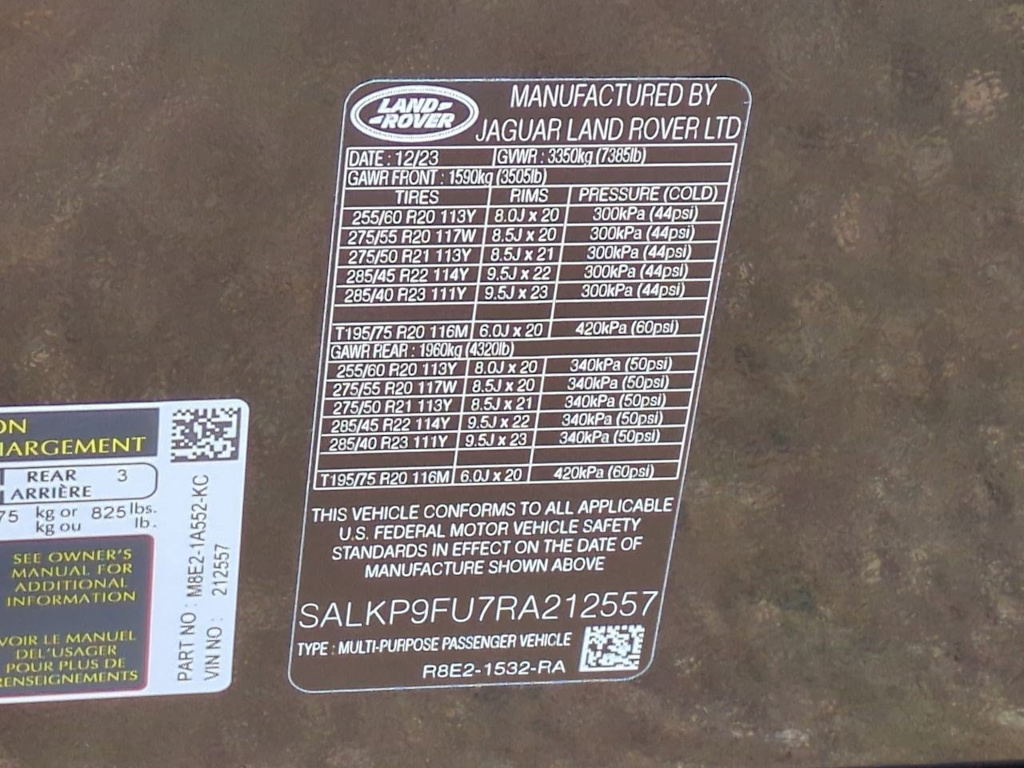 LAND-
ROVER
MANUFACTURED BY
JAGUAR LAND ROVER LTD
DATE : 12/23 GVWR : 3350kg (7385lb)
GAWR FRONT : 1590kg (3505lb)
TIRES RIMS PRESSURE (COLD)
255/60 R20 113Y 8.0J x 20 300kPa (44psi)
275/55 R20 117W 8.5J x 20 300kPa (44psi)
275/50 R21 113Y 8.5J x 21 300kPa (44psi)
285/45 R22 114Y 9.5J x 22 300kPa (44psi)
285/40 R23 111Y 9.5J x 23 300kPa (44psi)
T195/75 R20 116M 6.0J x 20 420kPa (60psi)
GAWR REAR : 1960kg (4320lb)
255/60 R20 113Y 8.0J x 20 340kPa (50psi)
275/55 R20 117W 8.5J x 20 340kPa (50psi)
275/50 R21 113Y 8.5J x 21 340kPa (50psi)
285/45 R22 114Y 9.5J x 22 340kPa (50psi)
285/40 R23 111Y 9.5J x 23 340kPa (50psi)
T195/75 R20 116M 6.0J x 20 420kPa (60psi)
THIS VEHICLE CONFORMS TO ALL APPLICABLE
U.S. FEDERAL MOTOR VEHICLE SAFETY
STANDARDS IN EFFECT ON THE DATE OF
MANUFACTURE SHOWN ABOVE
SALKP9FU7RA212557
TYPE : MULTI-PURPOSE PASSENGER VEHICLE
R8E2-1532-RA
ON
HARGEMENT
REAR 3
ARRIÈRE
75 kg or 825 lbs.
kg ou lb.
SEE OWNER'S
MANUAL FOR
ADDITIONAL
INFORMATION
VOIR LE MANUEL
DEL'USAGER
POUR PLUS DE
RENSEIGNEMENTS
PART NO : M8E2-1A552-KC
VIN NO : 212557